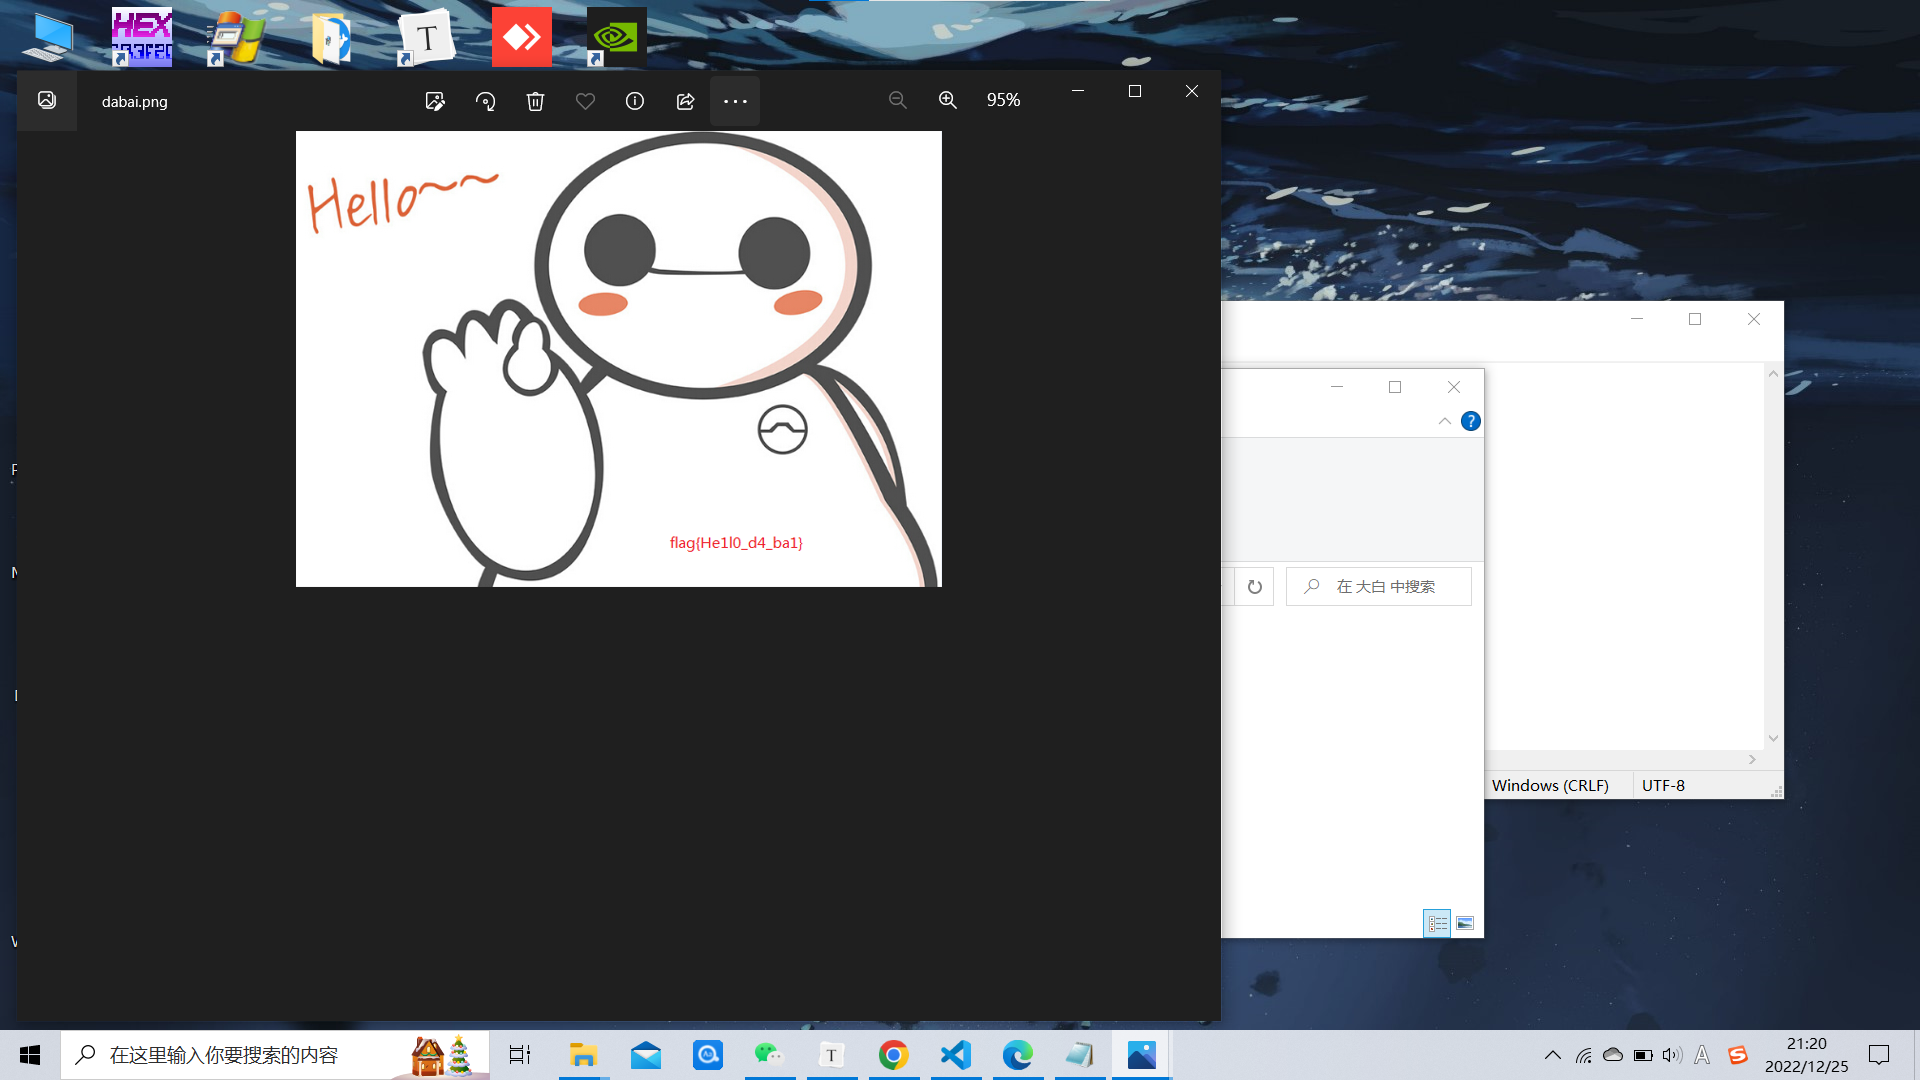 HEX
T
dabai.png
95%
Hello~~
flag{He1l0_d4_ba1}
?
在 大白 中搜索
Windows (CRLF)
UTF-8
在这里输入你要搜索的内容
T
A
S
21:20
2022/12/25